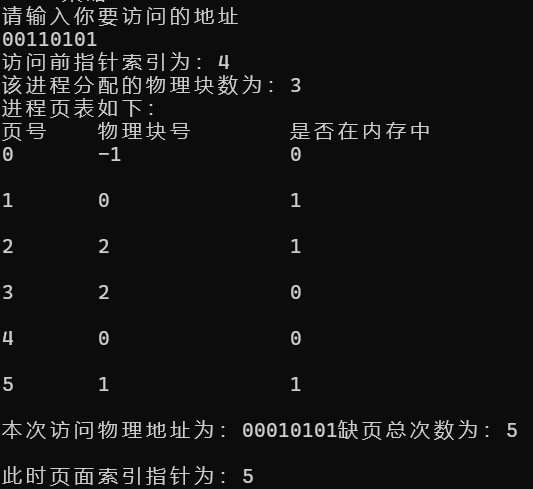 请输入你要访问的地址
00110101
访问前指针索引为：4
该进程分配的物理块数为：3
进程页表如下：
页号 物理块号 是否在内存中
0 -1 0
1 0 1
2 2 1
3 2 0
4 0 0
5 1 1
本次访问物理地址为：00010101缺页总次数为：5
此时页面索引指针为：5